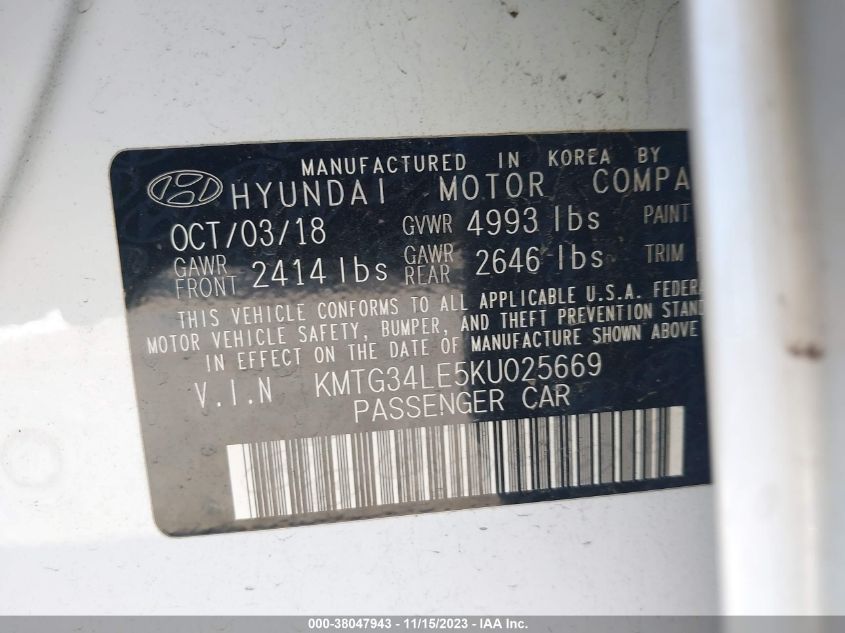 MANUFACTURED IN KOREA BY
HYUNDAI MOTOR COMPA
OCT/03/18 GVWR 4993 lbs PAINT
GAWR FRONT 2414 lbs GAWR REAR 2646 lbs TRIM
THIS VEHICLE CONFORMS TO ALL APPLICABLE U.S.A. FEDERA
MOTOR VEHICLE SAFETY, BUMPER, AND THEFT PREVENTION STAND
IN EFFECT ON THE DATE OF MANUFACTURE SHOWN ABOVE
V.I.N KMTG34LE5KU025669
PASSENGER CAR
000-38047943 - 11/15/2023 - IAA Inc.